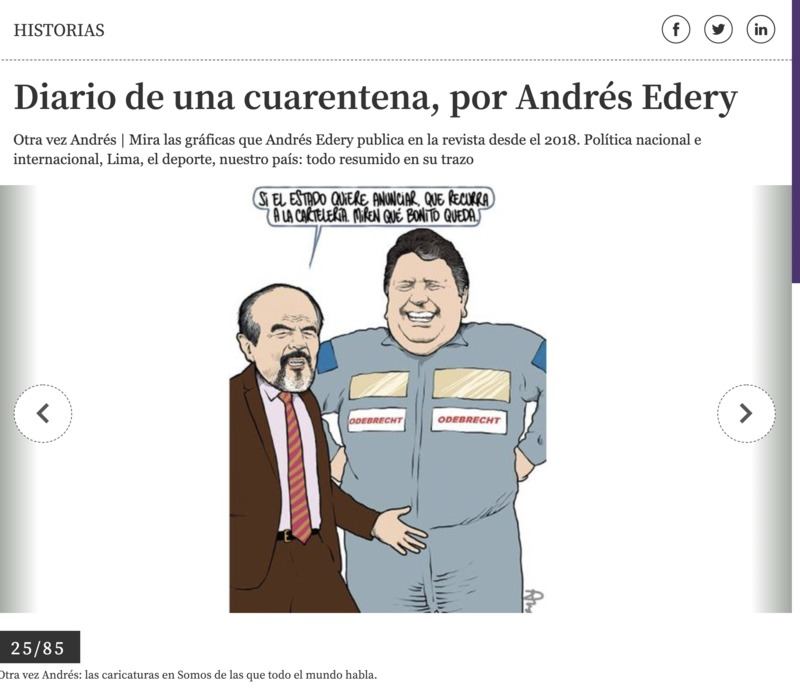 HISTORIAS
Diario de una cuarentena, por Andrés Edery
Otra vez Andrés | Mira las gráficas que Andrés Edery publica en la revista desde el 2018. Política nacional e
internacional, Lima, el deporte, nuestro país: todo resumido en su trazo
SI EL ESTADO QUIERE ANUNCIAR, QUE RECURRA
A LA CARTELERÍA. MIREN QUÉ BONITO QUEDA.
ODEBRECHT
ODEBRECHT
25/85
Otra vez Andrés: las caricaturas en Somos de las que todo el mundo habla.